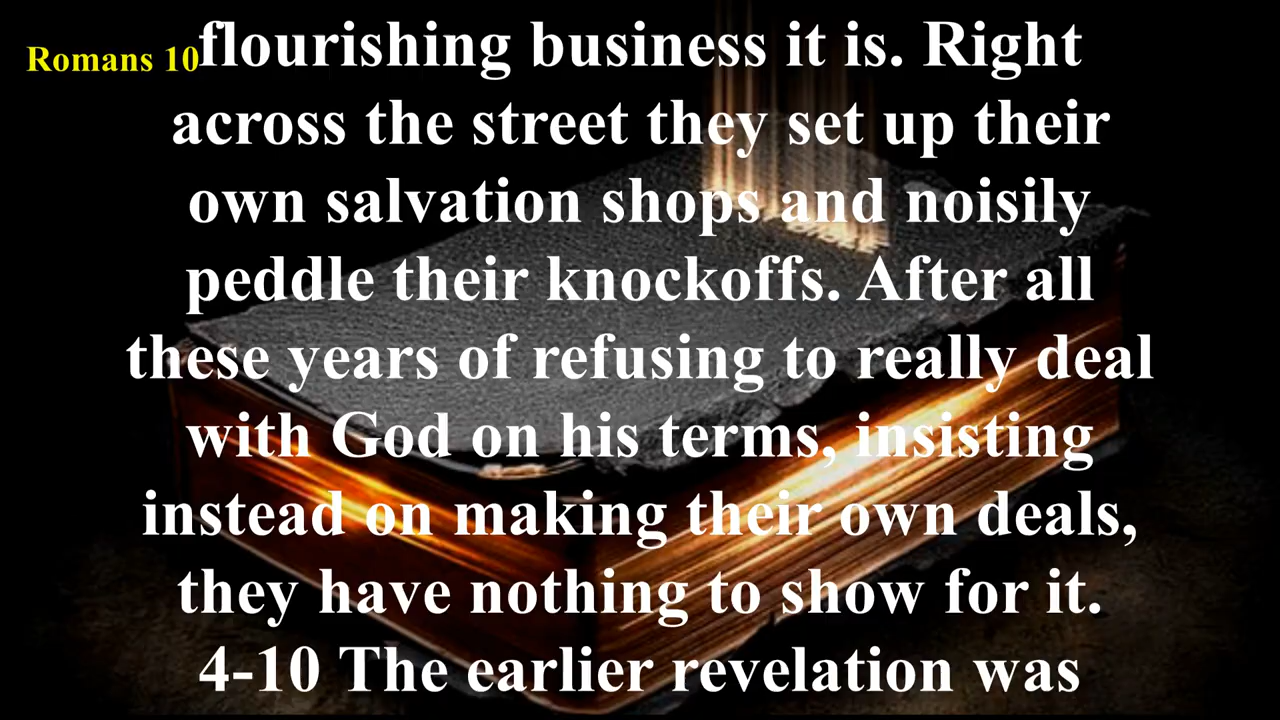 Romans 10
flourishing business it is. Right
across the street they set up their
own salvation shops and noisily
peddle their knockoffs. After all
these years of refusing to really deal
with God on his terms, insisting
instead on making their own deals,
they have nothing to show for it.
4-10 The earlier revelation was